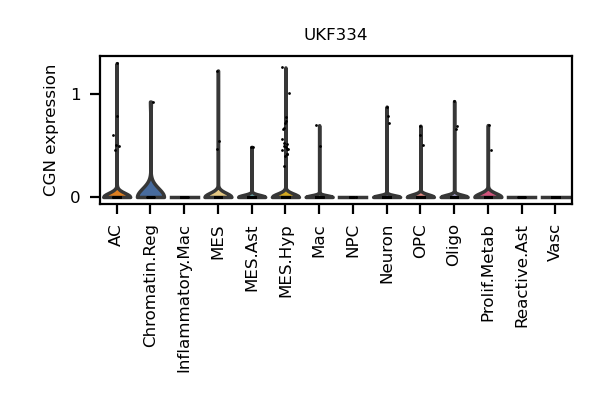 UKF334
CGN expression
1
0
AC
Chromatin.Reg
Inflammatory.Mac
MES
MES.Ast
MES.Hyp
Mac
NPC
Neuron
OPC
Oligo
Prolif.Metab
Reactive.Ast
Vasc